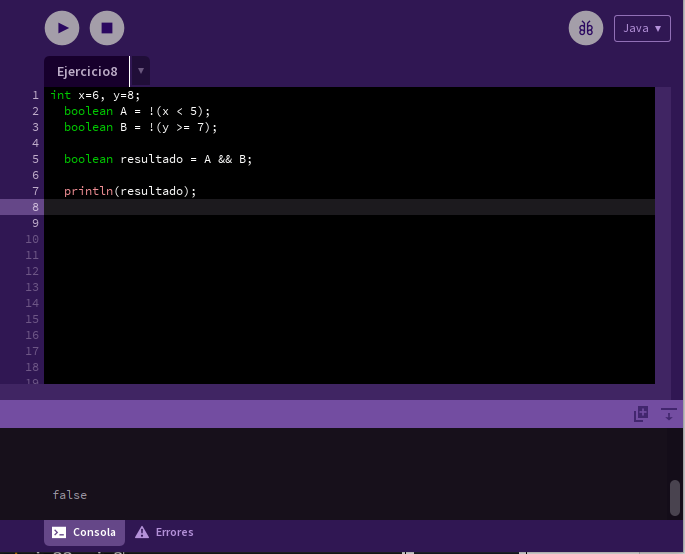 Java ▾
Ejercicio8 ▾
1 int x=6, y=8;
2 boolean A = !(x < 5);
3 boolean B = !(y >= 7);
4
5 boolean resultado = A && B;
6
7 println(resultado);
8
9
10
11
12
13
14
15
16
17
18
19
false
Consola Errores